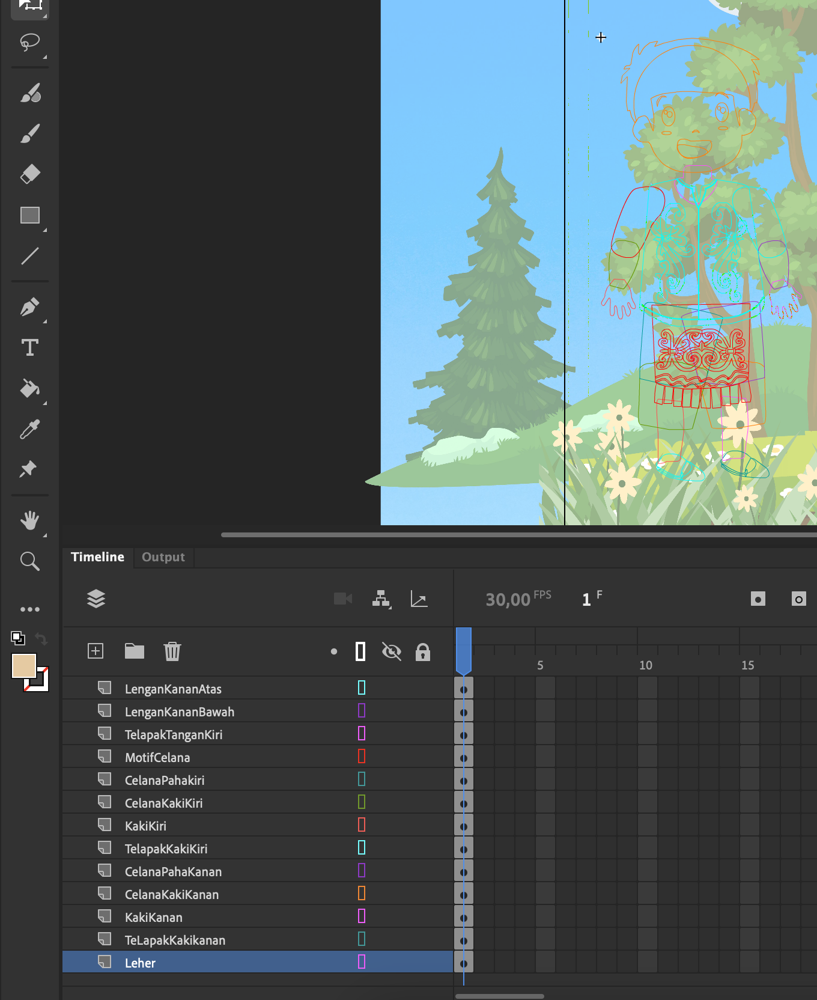 Timeline Output
30,00 FPS 1 F
5 10 15
LenganKananAtas
LenganKananBawah
TelapakTanganKiri
MotifCelana
CelanaPahakiri
CelanaKakiKiri
KakiKiri
TelapakKakiKiri
CelanaPahaKanan
CelanaKakiKanan
KakiKanan
TeLapakKakikanan
Leher